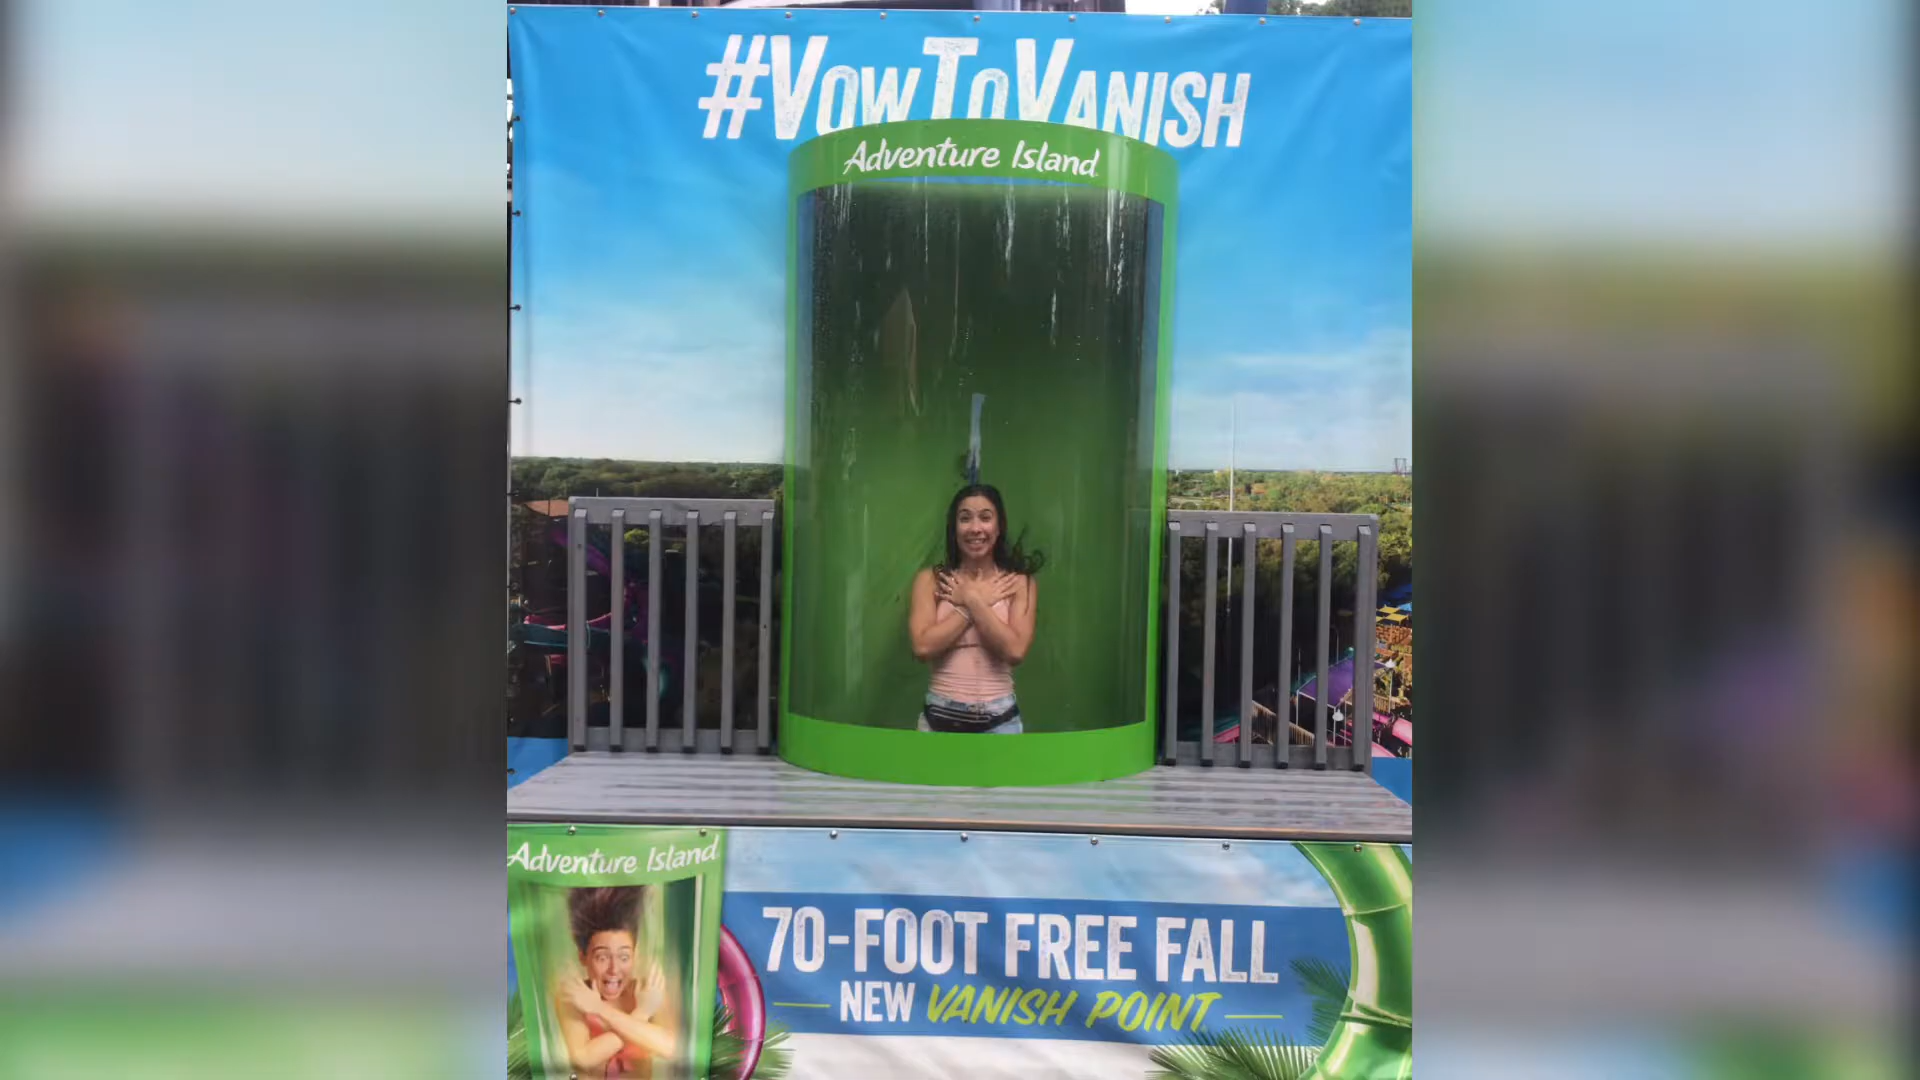 #VowToVanish
Adventure Island
Adventure Island
70-FOOT FREE FALL
NEW VANISH POINT